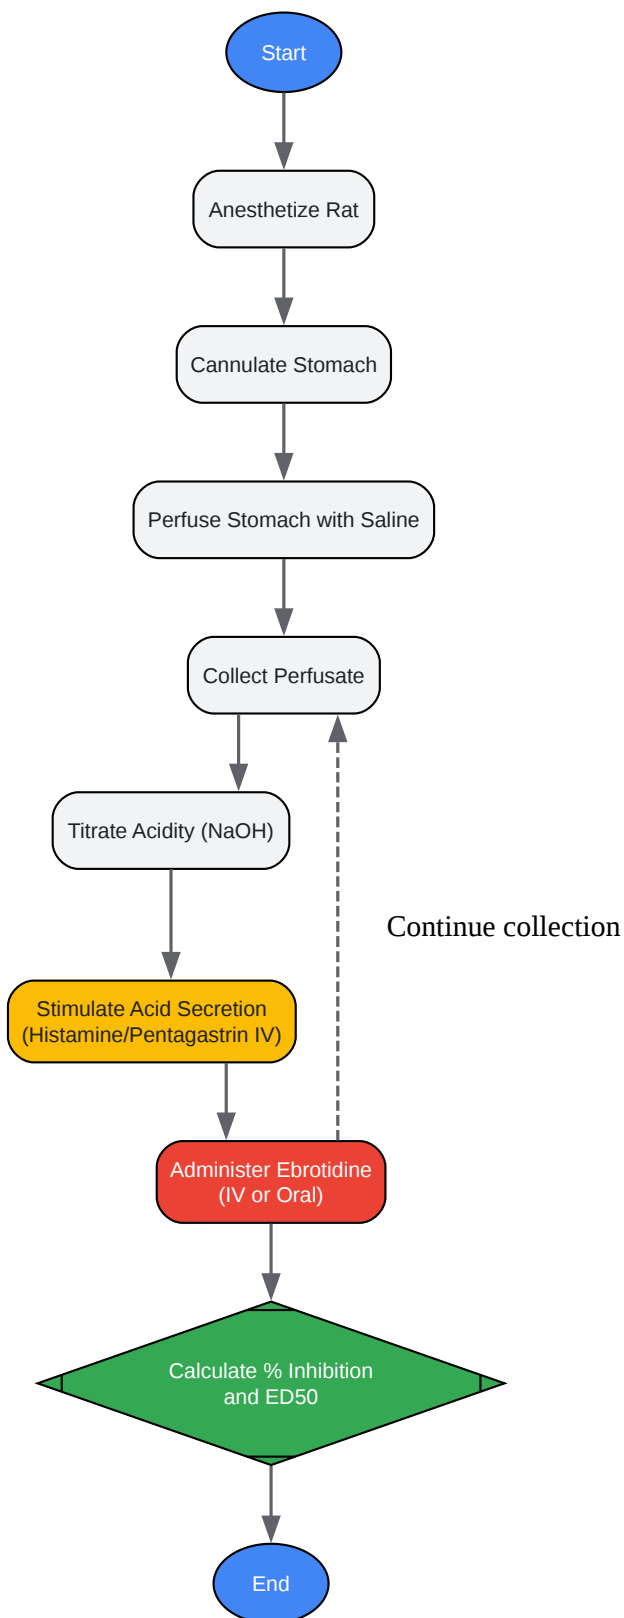 Start
Anesthetize Rat
Cannulate Stomach
Perfuse Stomach with Saline
Collect Perfusate
Titrate Acidity (NaOH)
Continue collection
Stimulate Acid Secretion
(Histamine/Pentagastrin IV)
Administer Ebrotidine
(IV or Oral)
Calculate % Inhibition
and ED50
End